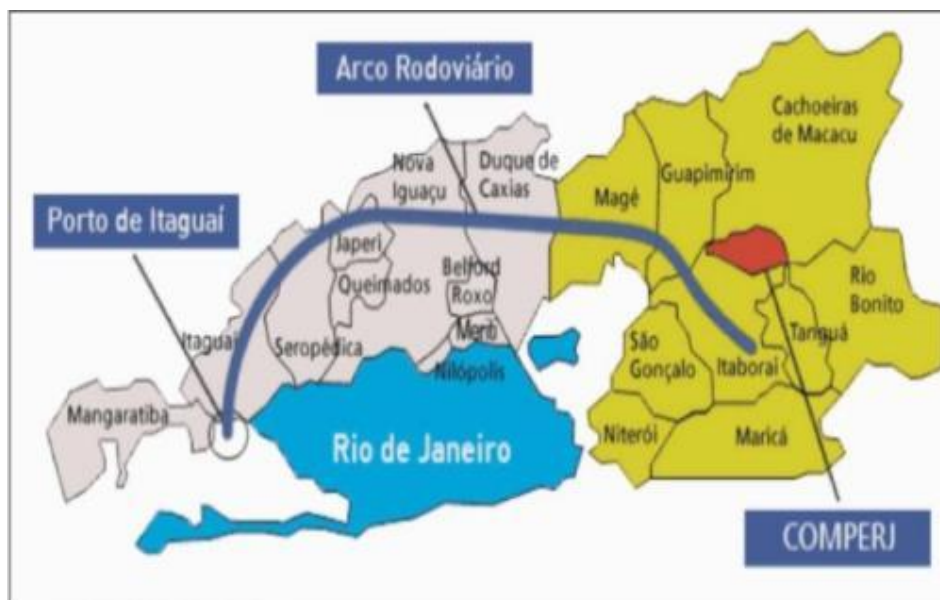 Arco Rodoviário
Cachoeiras
de Macacu
Nova
Iguaçu
Duque de
Caxias
Guapimirim
Magé
Porto de Itaguaí
Japeri
Belford
Roxo
Queimados
Rio
Bonito
Itaguaí
Seropédica
Meriti
Nilópolis
São
Gonçalo
Itaboraí
Tanguá
Mangaratiba
Rio de Janeiro
Niterói
Maricá
COMPERJ